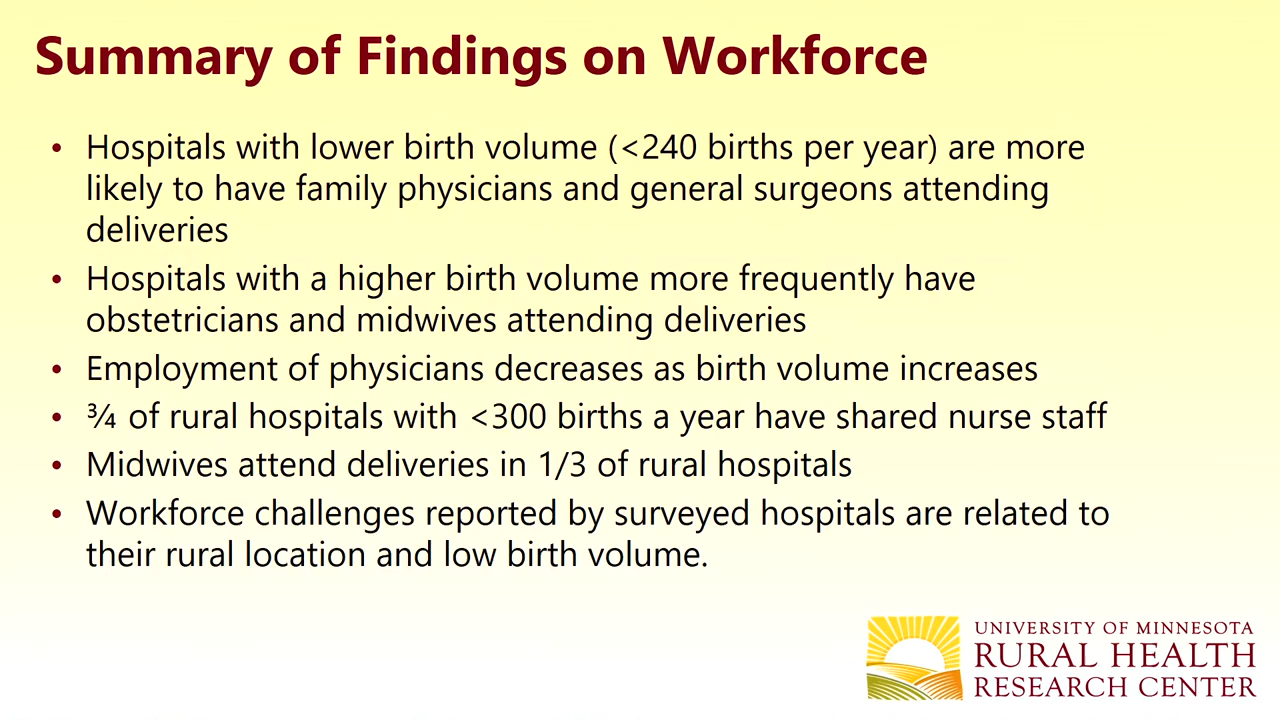 Summary of Findings on Workforce
• Hospitals with lower birth volume (<240 births per year) are more
likely to have family physicians and general surgeons attending
deliveries
• Hospitals with a higher birth volume more frequently have
obstetricians and midwives attending deliveries
• Employment of physicians decreases as birth volume increases
• ¾ of rural hospitals with <300 births a year have shared nurse staff
• Midwives attend deliveries in 1/3 of rural hospitals
• Workforce challenges reported by surveyed hospitals are related to
their rural location and low birth volume.
UNIVERSITY OF MINNESOTA
RURAL HEALTH
RESEARCH CENTER